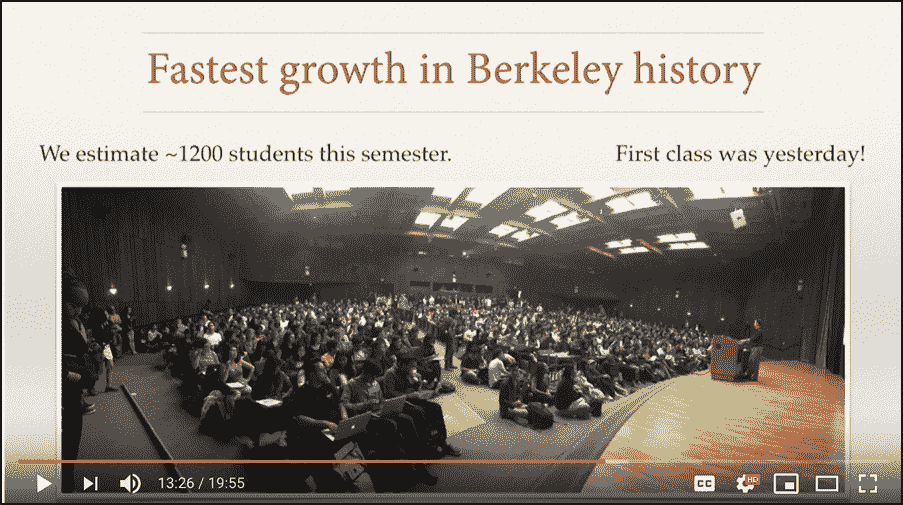 Fastest growth in Berkeley history
We estimate ~1200 students this semester.
First class was yesterday!
13:26 / 19:55
CC
HD